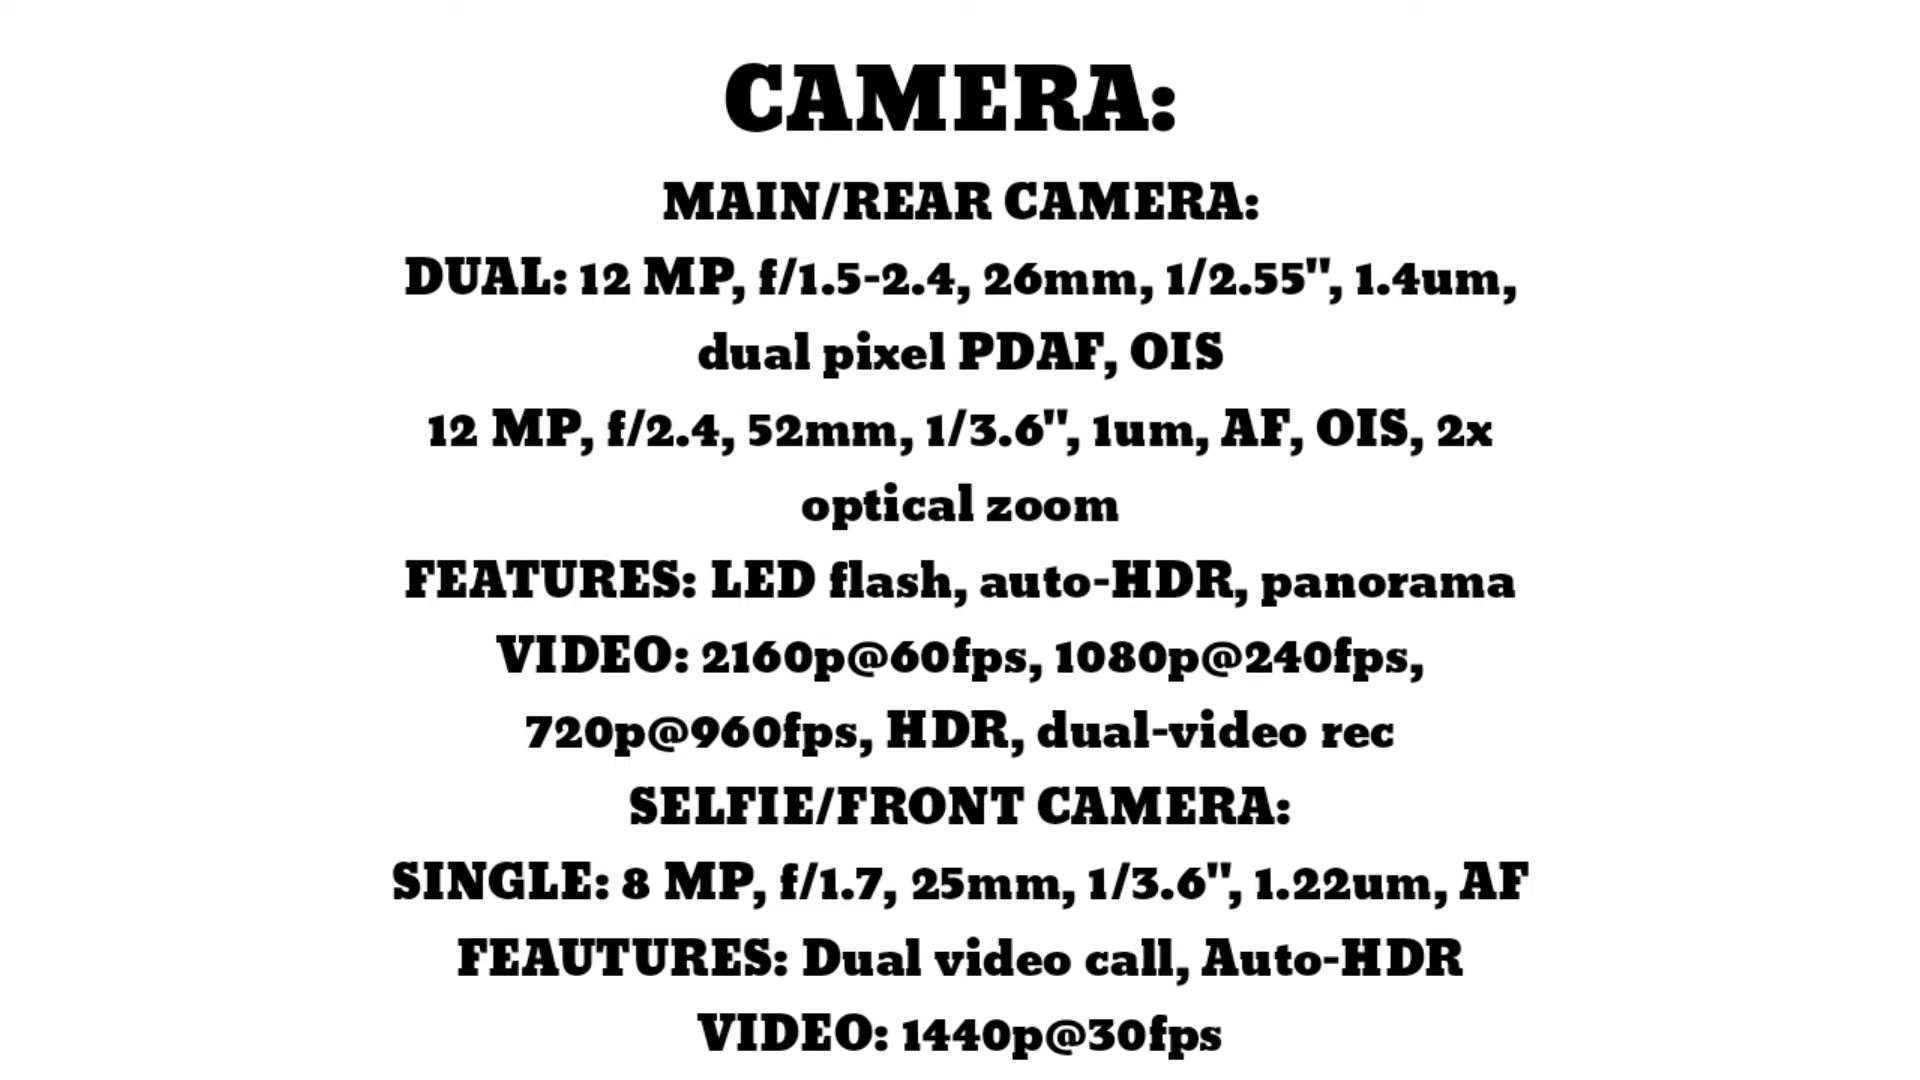 CAMERA:
MAIN/REAR CAMERA:
DUAL: 12 MP, f/1.5-2.4, 26mm, 1/2.55", 1.4um,
dual pixel PDAF, OIS
12 MP, f/2.4, 52mm, 1/3.6", 1um, AF, OIS, 2x
optical zoom
FEATURES: LED flash, auto-HDR, panorama
VIDEO: 2160p@60fps, 1080p@240fps,
720p@960fps, HDR, dual-video rec
SELFIE/FRONT CAMERA:
SINGLE: 8 MP, f/1.7, 25mm, 1/3.6", 1.22um, AF
FEAUTURES: Dual video call, Auto-HDR
VIDEO: 1440p@30fps